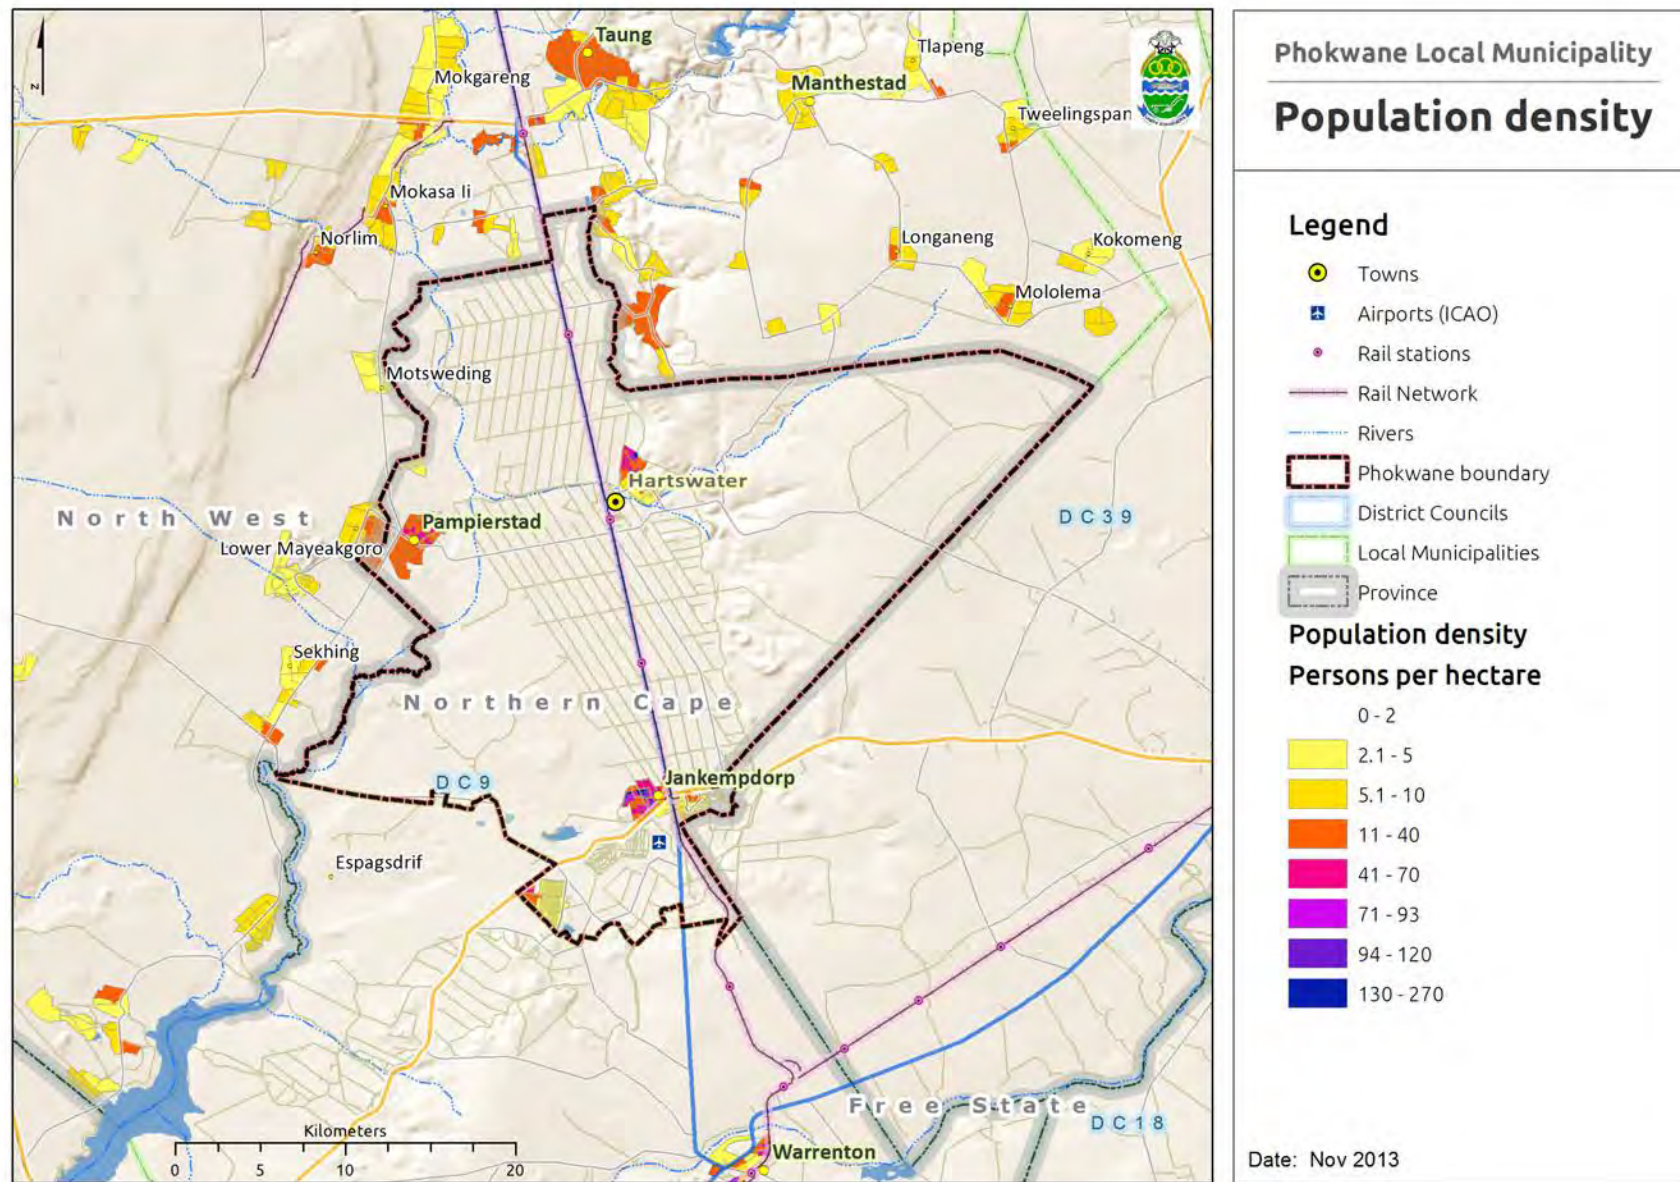 Taung
Tlapeng
Mokgareng
Manthestad
Tweelingspan
Mokasa Ii
Norlim
Longaneng
Kokomeng
Mololema
Motsweding
Hartswater
North West
Pampierstad
DC39
Lower Mayeakgoro
Sekhing
Northern Cape
DC9
Jankempdorp
Espagsdrif
Free State
DC18
Warrenton
Kilometers
0 5 10 20
z
Phokwane Local Municipality
Population density
Legend
Towns
Airports (ICAO)
Rail stations
Rail Network
Rivers
Phokwane boundary
District Councils
Local Municipalities
Province
Population density
Persons per hectare
0 - 2
2.1 - 5
5.1 - 10
11 - 40
41 - 70
71 - 93
94 - 120
130 - 270
Date: Nov 2013